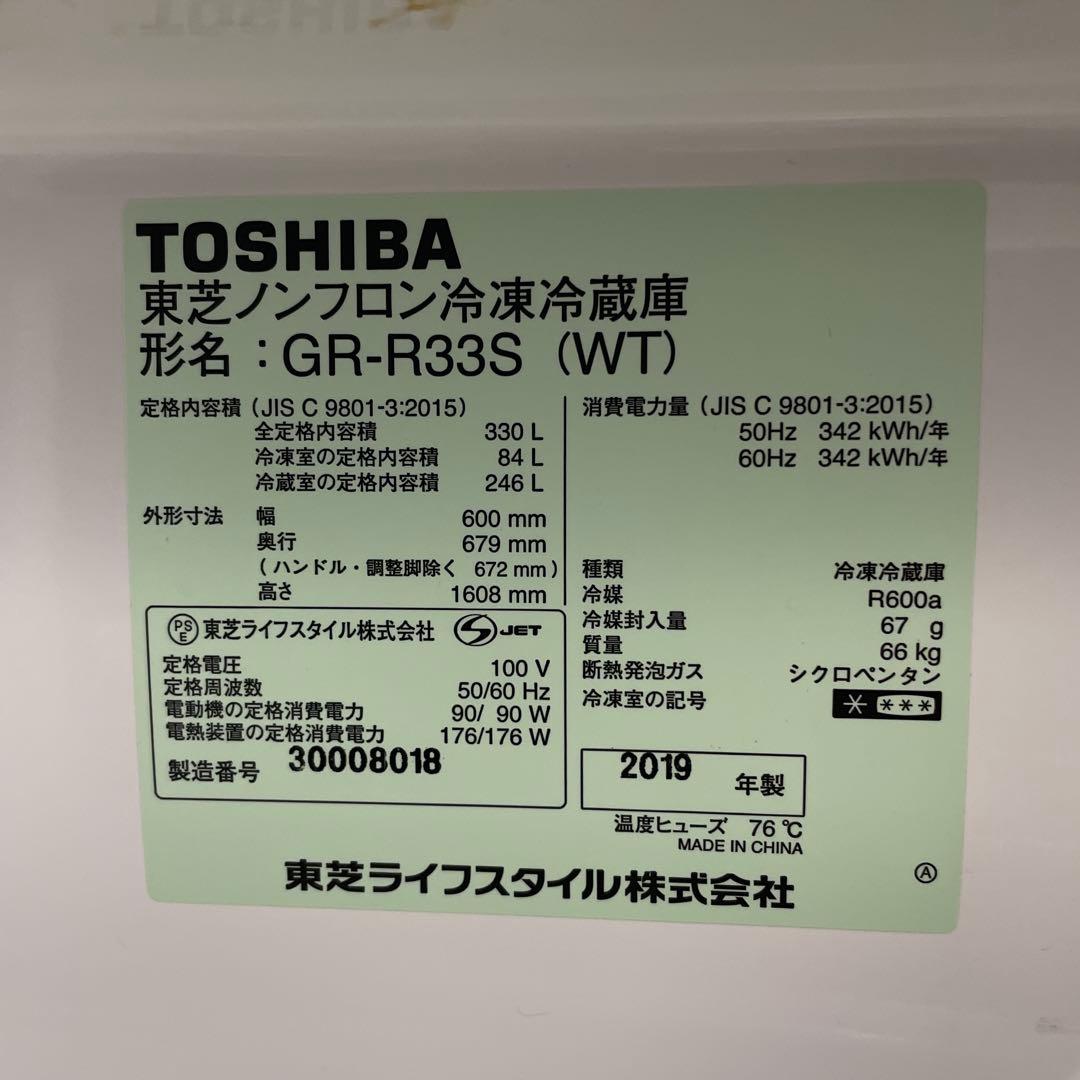 TOSHIBA
東芝ノンフロン冷凍冷蔵庫
形名：GR-R33S (WT)
定格内容積 (JIS C 9801-3:2015)
全定格内容積 330 L
冷凍室の定格内容積 84 L
冷蔵室の定格内容積 246 L
外形寸法 幅 600 mm
奥行 679 mm
(ハンドル・調整脚除く 672 mm)
高さ 1608 mm
消費電力量 (JIS C 9801-3:2015)
50Hz 342 kWh/年
60Hz 342 kWh/年
種類 冷凍冷蔵庫
冷媒 R600a
冷媒封入量 67 g
質量 66 kg
断熱発泡ガス シクロペンタン
冷凍室の記号 * ***
PSE 東芝ライフスタイル株式会社 S JET
定格電圧 100 V
定格周波数 50/60 Hz
電動機の定格消費電力 90/ 90 W
電熱装置の定格消費電力 176/176 W
製造番号 30008018
2019 年製
温度ヒューズ 76 ℃
MADE IN CHINA
東芝ライフスタイル株式会社 Ⓐ